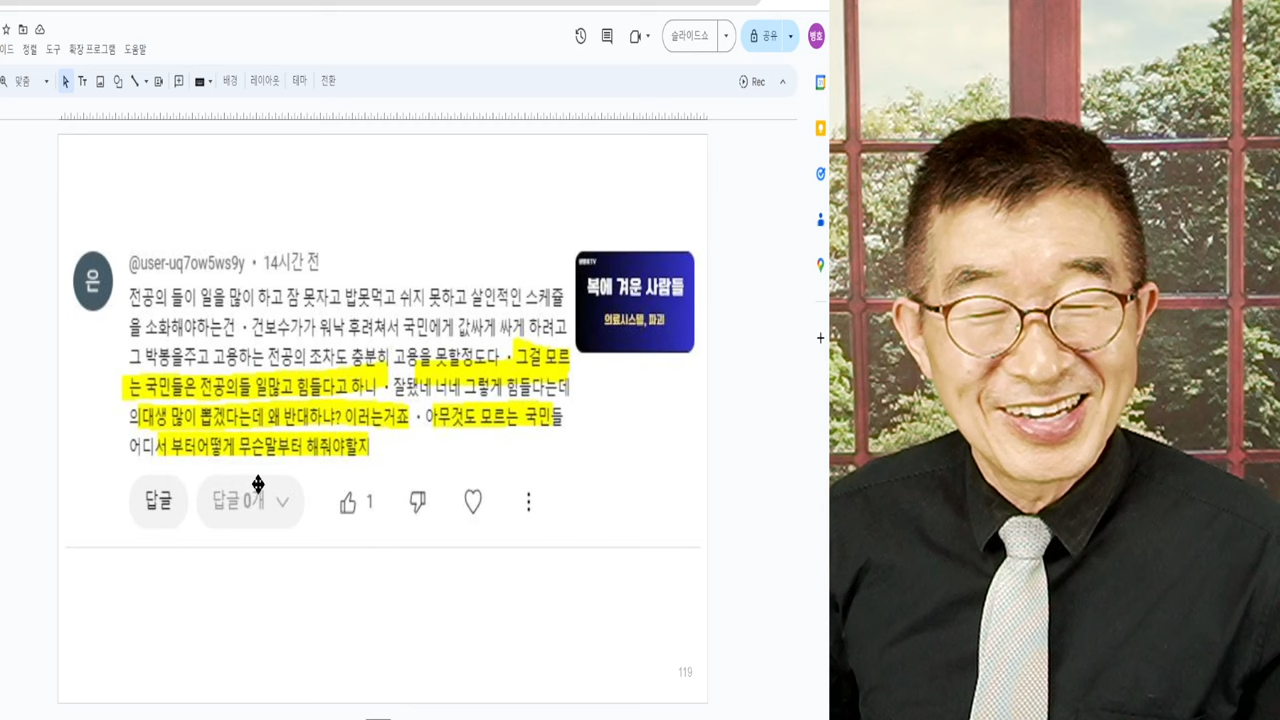 이드 정렬 도구 확장 프로그램 도움말
슬라이드쇼
공유
범호
맞춤
Tт
배경
레이아웃
테마
전환
Rec
은
@user-uq7ow5ws9y • 14시간 전
전공의 들이 일을 많이 하고 잠 못자고 밥못먹고 쉬지 못하고 살인적인 스케쥴
을 소화해야하는건 · 건보수가가 워낙 후려쳐서 국민에게 값싸게 싸게 하려고
그 박봉을주고 고용하는 전공의 조차도 충분히 고용을 못할정도다 · 그걸 모르
는 국민들은 전공의들 일많고 힘들다고 하니 · 잘됐네 너네 그렇게 힘들다는데
의대생 많이 뽑겠다는데 왜 반대하냐? 이러는거죠 · 아무것도 모르는 국민들
어디서 부터어떻게 무슨말부터 해줘야할지
복에 겨운 사람들
의료시스템, 파괴
답글
답글 0개
1
119